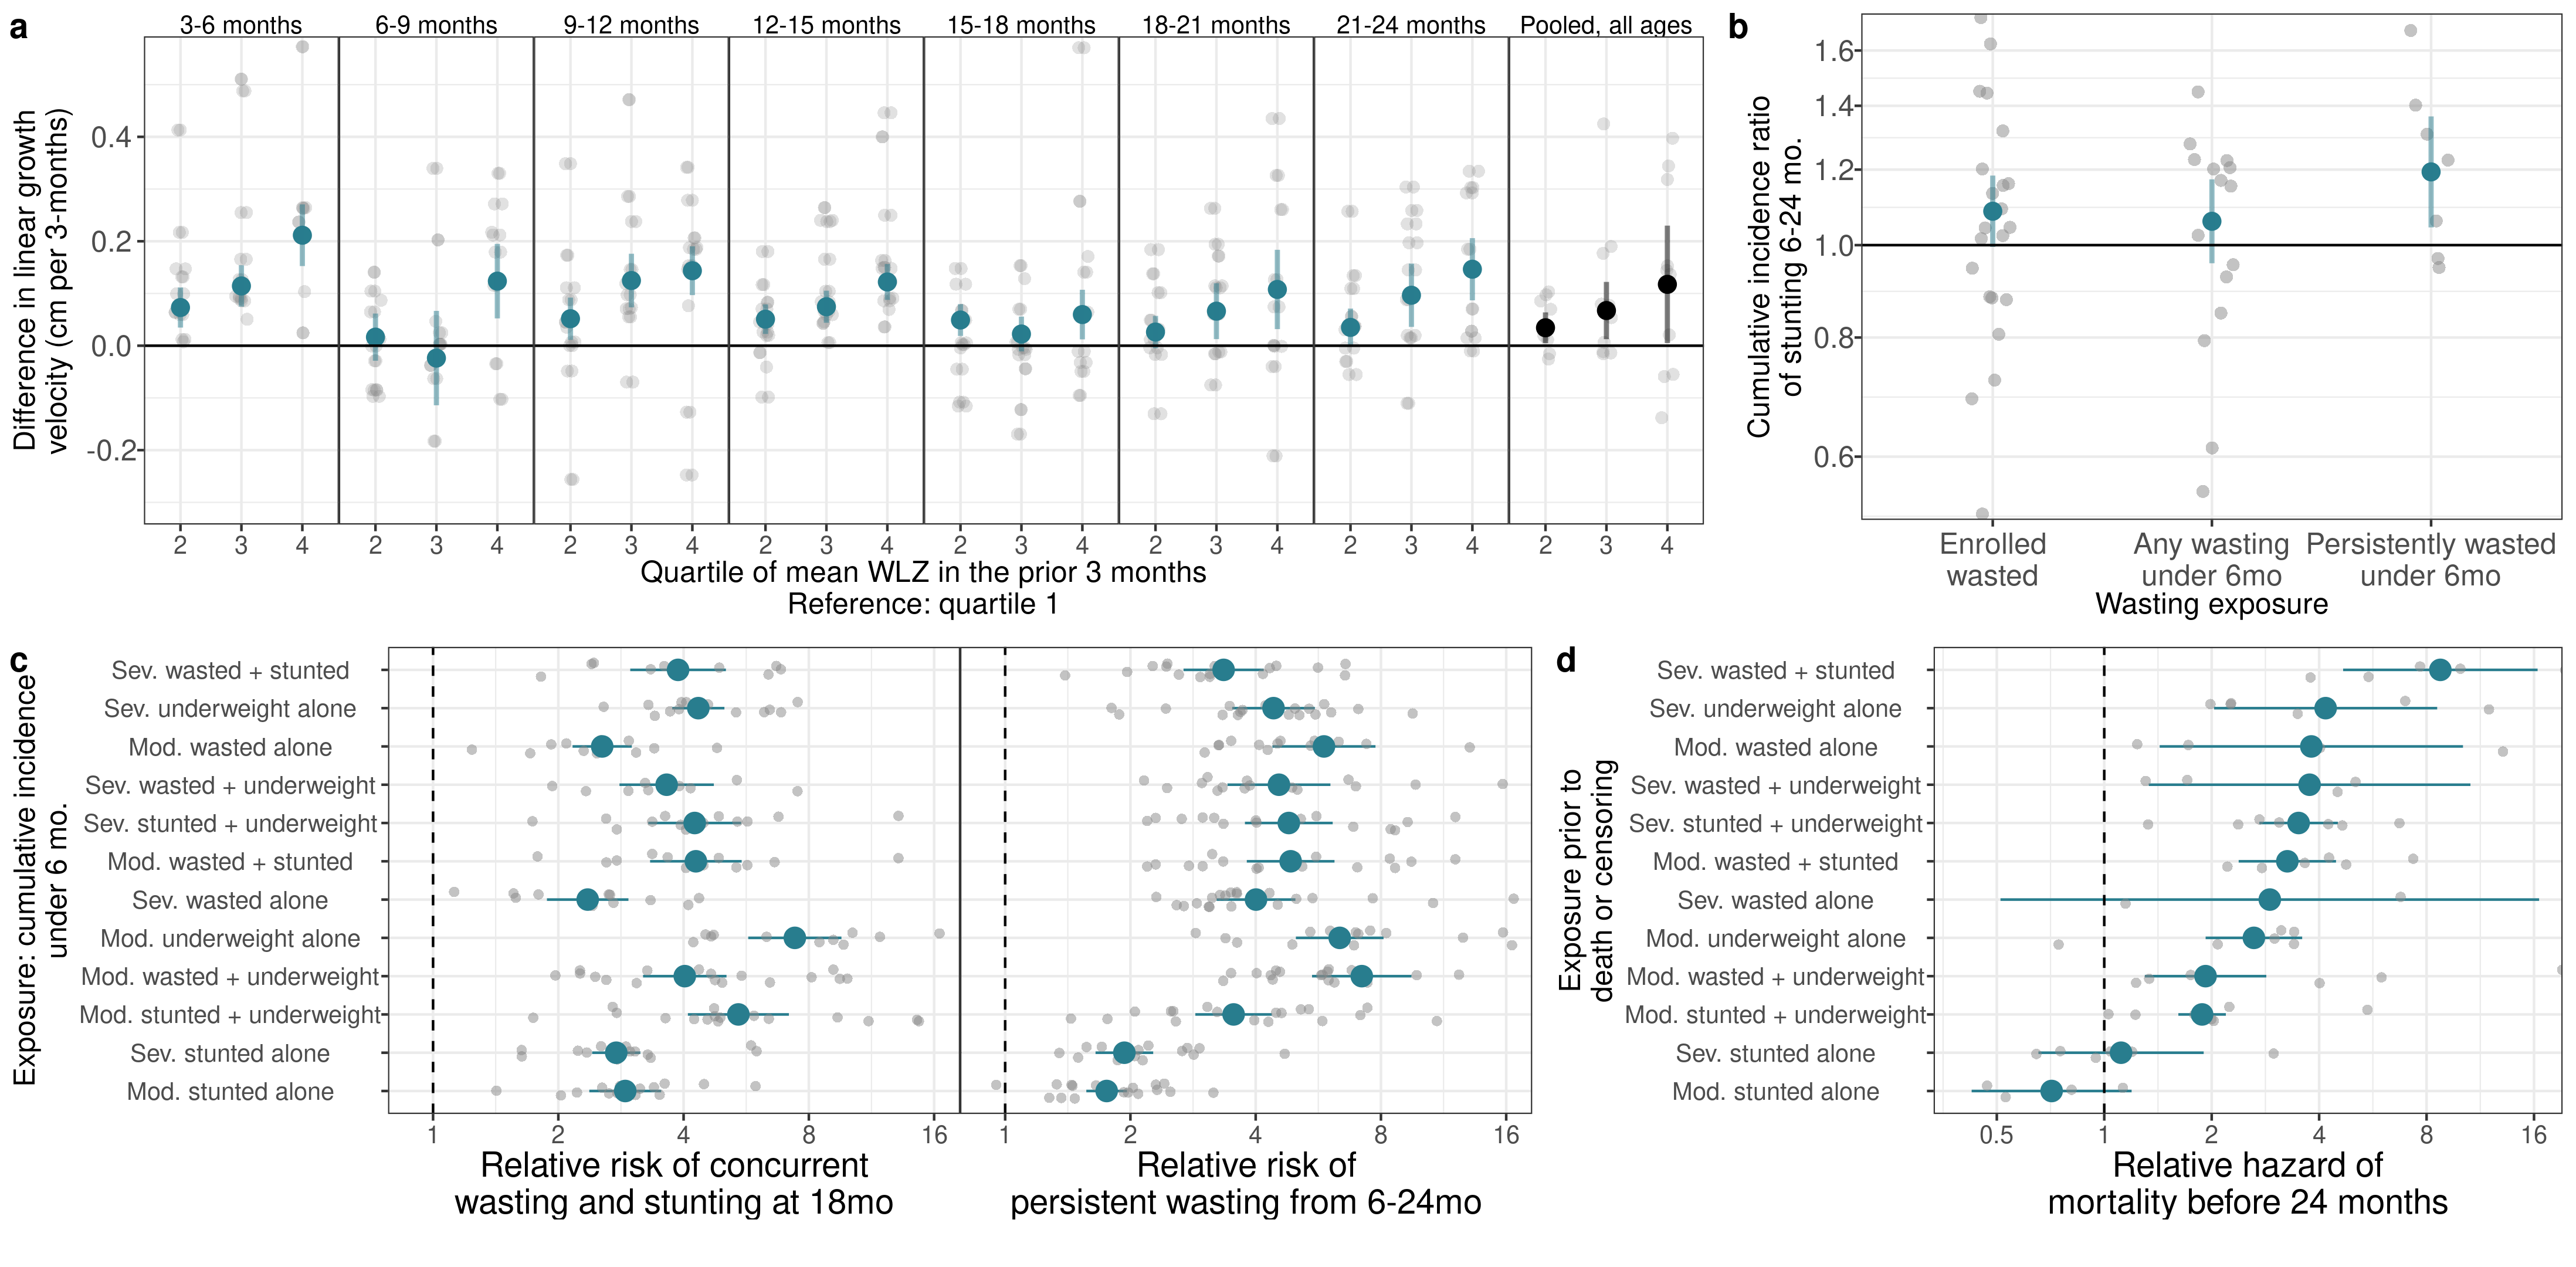 a
3-6 months 6-9 months 9-12 months 12-15 months 15-18 months 18-21 months 21-24 months Pooled, all ages
Difference in linear growth
velocity (cm per 3-months)
0.4
0.2
0.0
-0.2
2 3 4 2 3 4 2 3 4 2 3 4 2 3 4 2 3 4 2 3 4 2 3 4
Quartile of mean WLZ in the prior 3 months
Reference: quartile 1
b
Cumulative incidence ratio
of stunting 6-24 mo.
1.6
1.4
1.2
1.0
0.8
0.6
Enrolled
wasted
Any wasting
under 6mo
Persistently wasted
under 6mo
Wasting exposure
c
Exposure: cumulative incidence
under 6 mo.
Sev. wasted + stunted
Sev. underweight alone
Mod. wasted alone
Sev. wasted + underweight
Sev. stunted + underweight
Mod. wasted + stunted
Sev. wasted alone
Mod. underweight alone
Mod. wasted + underweight
Mod. stunted + underweight
Sev. stunted alone
Mod. stunted alone
1 2 4 8 16
1 2 4 8 16
Relative risk of concurrent
wasting and stunting at 18mo
Relative risk of
persistent wasting from 6-24mo
d
Exposure prior to
death or censoring
Sev. wasted + stunted
Sev. underweight alone
Mod. wasted alone
Sev. wasted + underweight
Sev. stunted + underweight
Mod. wasted + stunted
Sev. wasted alone
Mod. underweight alone
Mod. wasted + underweight
Mod. stunted + underweight
Sev. stunted alone
Mod. stunted alone
0.5 1 2 4 8 16
Relative hazard of
mortality before 24 months